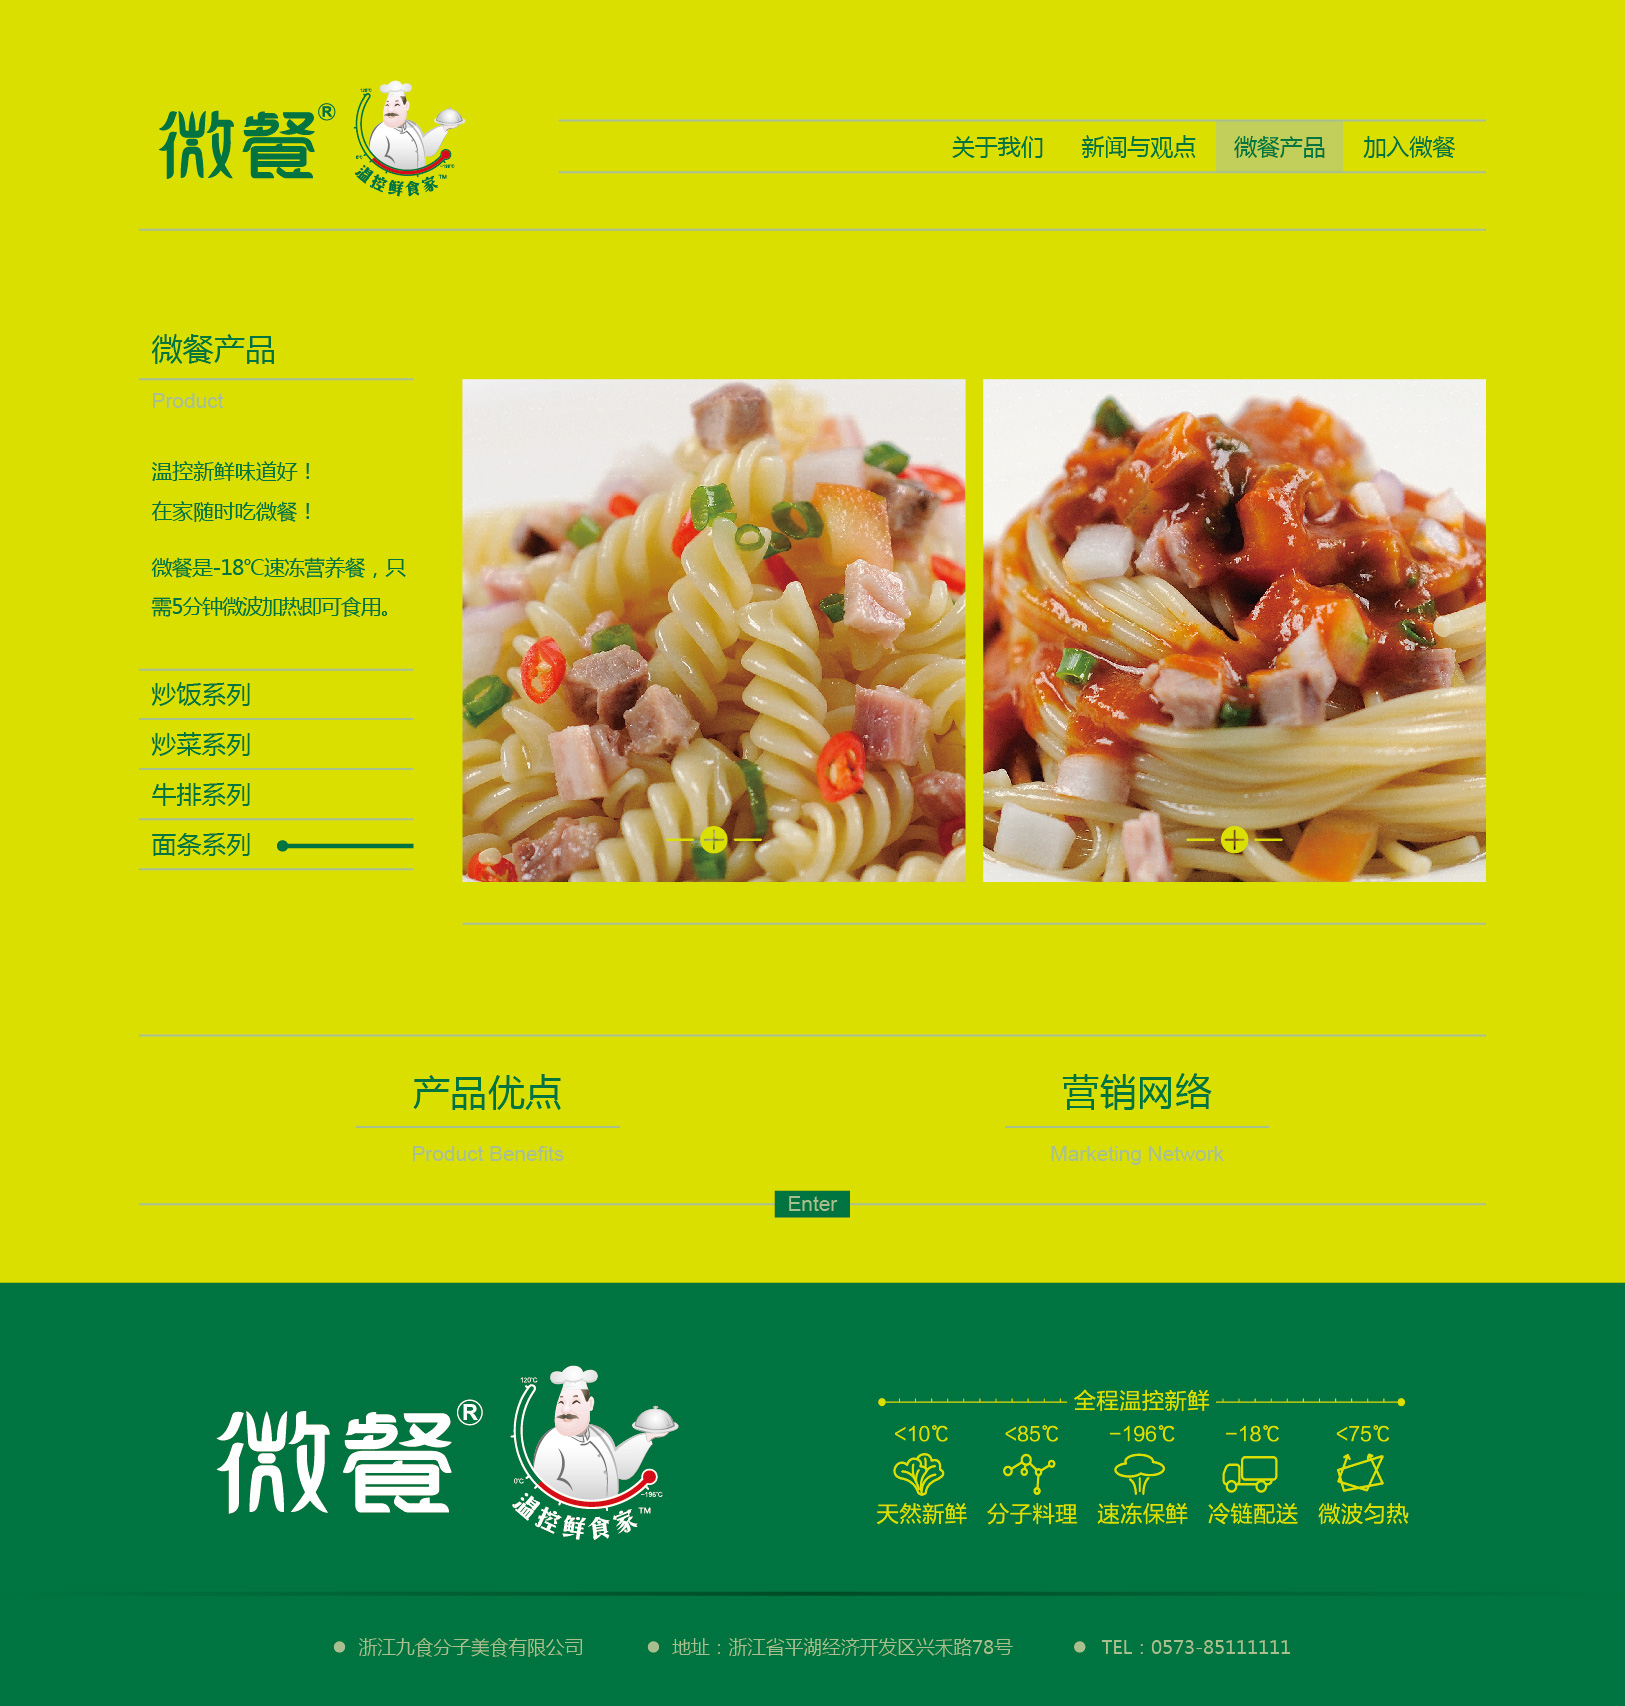 微餐®
120℃
0℃
-196℃
温控鲜食家™
关于我们 新闻与观点 微餐产品 加入微餐
微餐产品
Product
温控新鲜味道好！
在家随时吃微餐！
微餐是-18℃速冻营养餐，只
需5分钟微波加热即可食用。
炒饭系列
炒菜系列
牛排系列
面条系列
产品优点
Product Benefits
营销网络
Marketing Network
Enter
微餐®
120℃
0℃
-196℃
温控鲜食家™
全程温控新鲜
<10℃ <85℃ -196℃ -18℃ <75℃
天然新鲜 分子料理 速冻保鲜 冷链配送 微波匀热
浙江九食分子美食有限公司 地址：浙江省平湖经济开发区兴禾路78号 TEL：0573-85111111